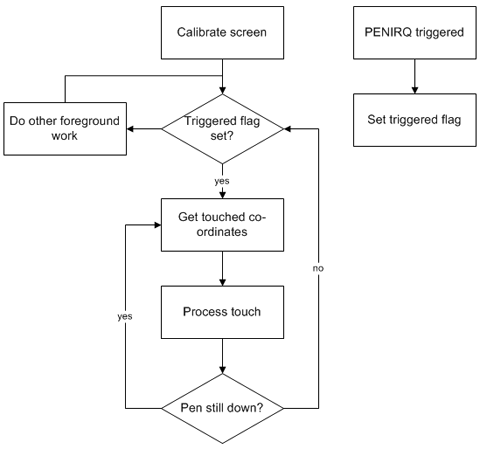 Calibrate screen
PENIRQ triggered
Do other foreground
work
Triggered flag
set?
Set triggered flag
yes
Get touched co-
ordinates
no
Process touch
yes
Pen still down?